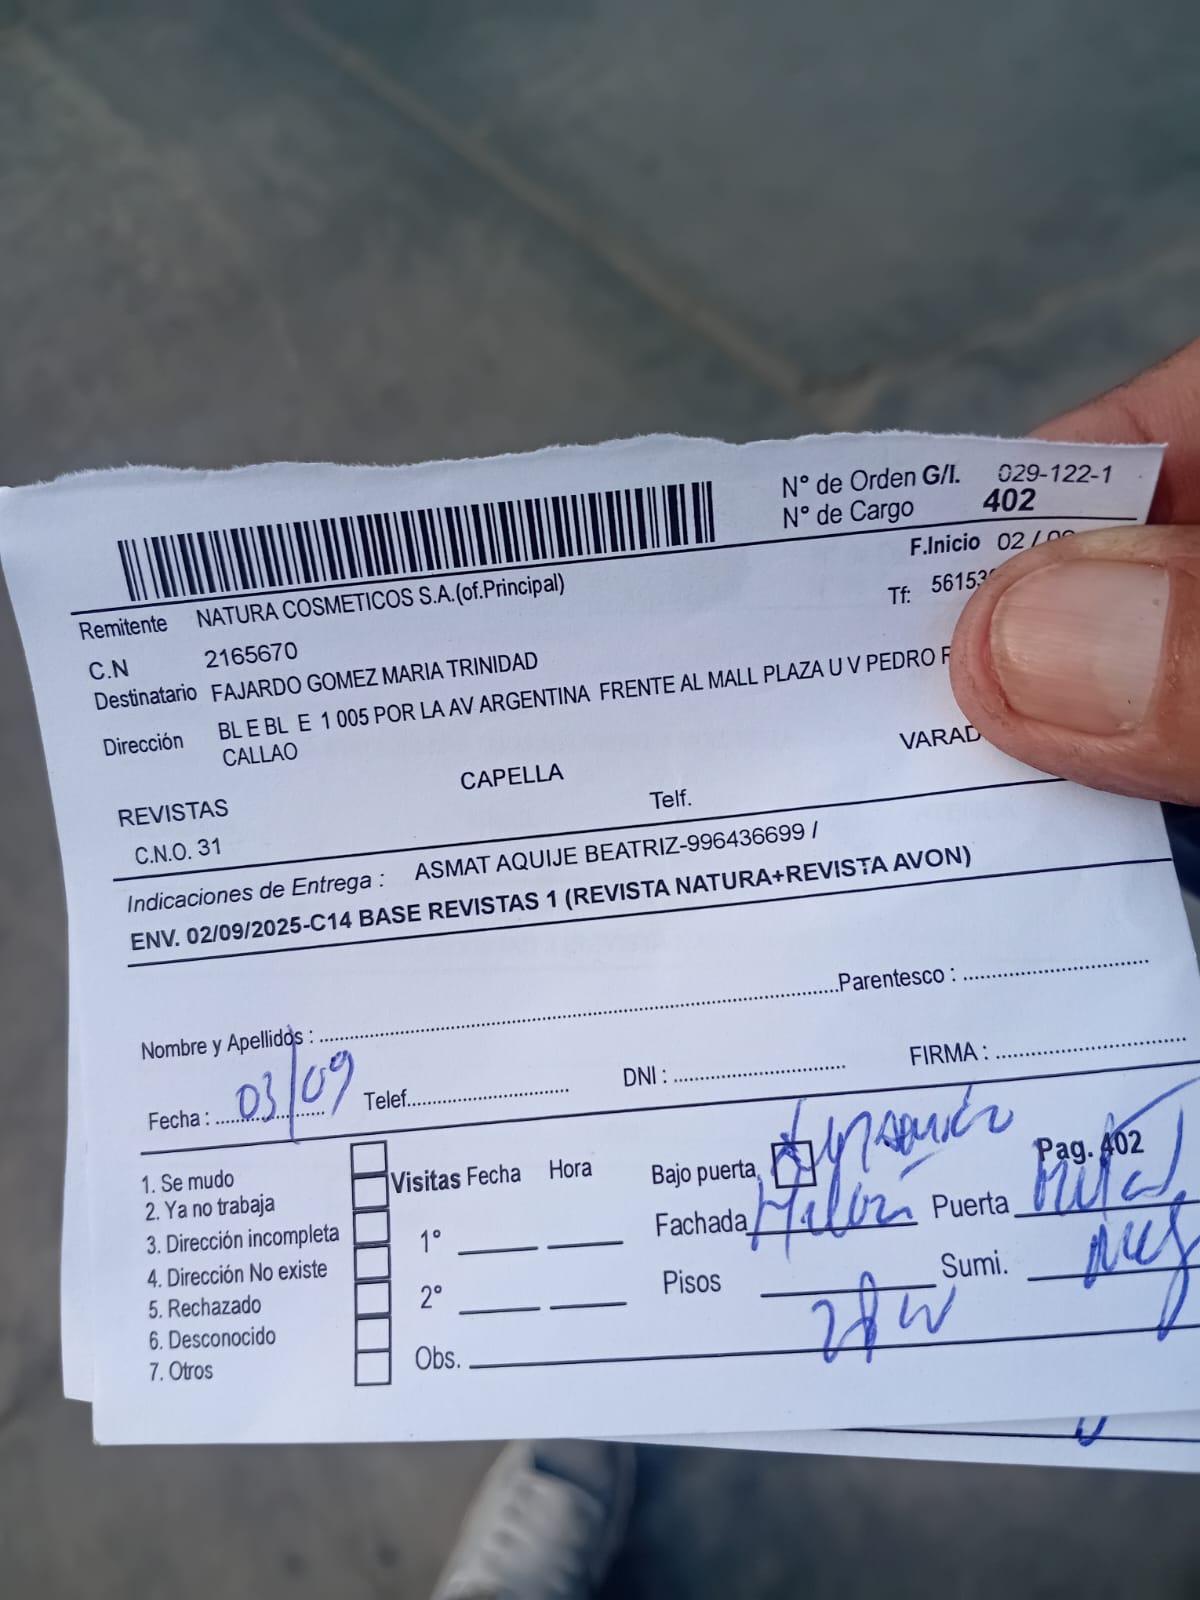 N° de Orden G/I. 029-122-1
N° de Cargo 402
F.Inicio 02 /
Remitente NATURA COSMETICOS S.A.(of.Principal)
Tf: 56153
C.N 2165670
Destinatario FAJARDO GOMEZ MARIA TRINIDAD
Dirección BL E BL E 1 005 POR LA AV ARGENTINA FRENTE AL MALL PLAZA U V PEDRO
CALLAO
REVISTAS CAPELLA VARAD
C.N.O. 31 Telf.
Indicaciones de Entrega : ASMAT AQUIJE BEATRIZ-996436699 /
ENV. 02/09/2025-C14 BASE REVISTAS 1 (REVISTA NATURA+REVISTA AVON)
Nombre y Apellidos : Parentesco :
Fecha : 03/09 Telef. DNI : FIRMA :
1. Se mudo
2. Ya no trabaja
3. Dirección incompleta
4. Dirección No existe
5. Rechazado
6. Desconocido
7. Otros
Visitas Fecha Hora
1°
2°
Obs.
Bajo puerta Pag. 402
Fachada Puerta
Pisos Sumi.